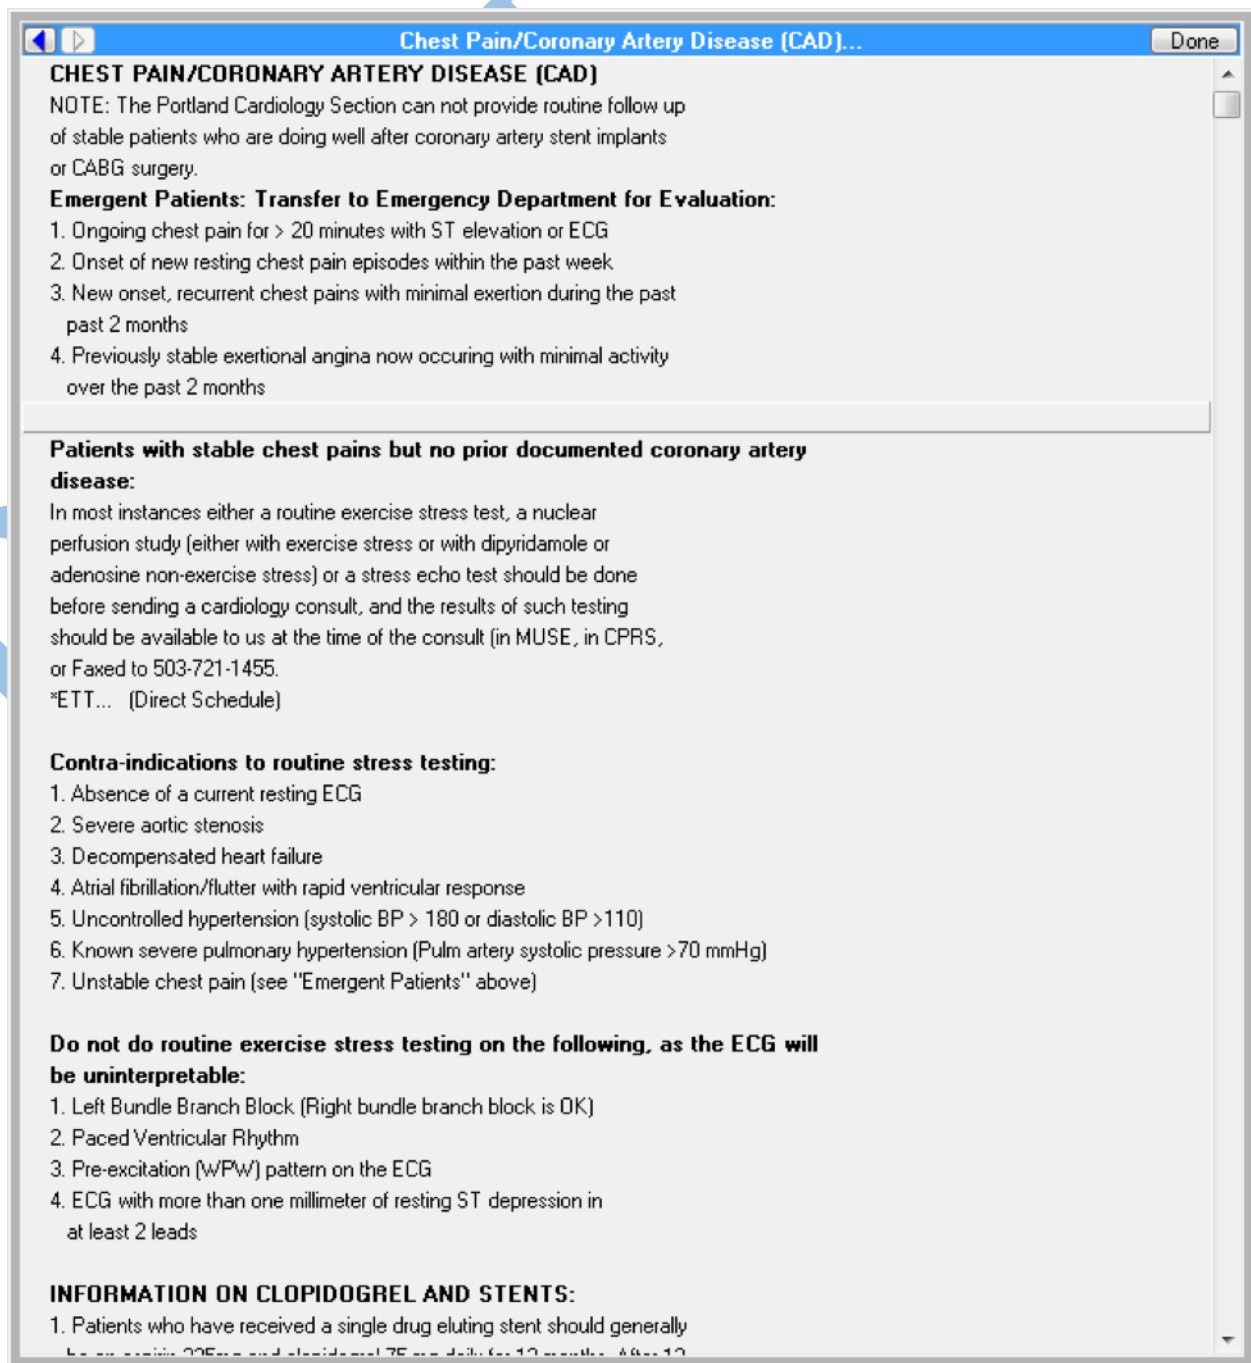 Chest Pain/Coronary Artery Disease (CAD)...
Done
CHEST PAIN/CORONARY ARTERY DISEASE (CAD)
NOTE: The Portland Cardiology Section can not provide routine follow up
of stable patients who are doing well after coronary artery stent implants
or CABG surgery.
Emergent Patients: Transfer to Emergency Department for Evaluation:
1. Ongoing chest pain for > 20 minutes with ST elevation or ECG
2. Onset of new resting chest pain episodes within the past week
3. New onset, recurrent chest pains with minimal exertion during the past
past 2 months
4. Previously stable exertional angina now occuring with minimal activity
over the past 2 months
Patients with stable chest pains but no prior documented coronary artery
disease:
In most instances either a routine exercise stress test, a nuclear
perfusion study (either with exercise stress or with dipyridamole or
adenosine non-exercise stress) or a stress echo test should be done
before sending a cardiology consult, and the results of such testing
should be available to us at the time of the consult (in MUSE, in CPRS,
or Faxed to 503-721-1455.
*ETT... (Direct Schedule)
Contra-indications to routine stress testing:
1. Absence of a current resting ECG
2. Severe aortic stenosis
3. Decompensated heart failure
4. Atrial fibrillation/flutter with rapid ventricular response
5. Uncontrolled hypertension (systolic BP > 180 or diastolic BP >110)
6. Known severe pulmonary hypertension (Pulm artery systolic pressure >70 mmHg)
7. Unstable chest pain (see "Emergent Patients" above)
Do not do routine exercise stress testing on the following, as the ECG will
be uninterpretable:
1. Left Bundle Branch Block (Right bundle branch block is OK)
2. Paced Ventricular Rhythm
3. Pre-excitation (WPW) pattern on the ECG
4. ECG with more than one millimeter of resting ST depression in
at least 2 leads
INFORMATION ON CLOPIDOGREL AND STENTS:
1. Patients who have received a single drug eluting stent should generally